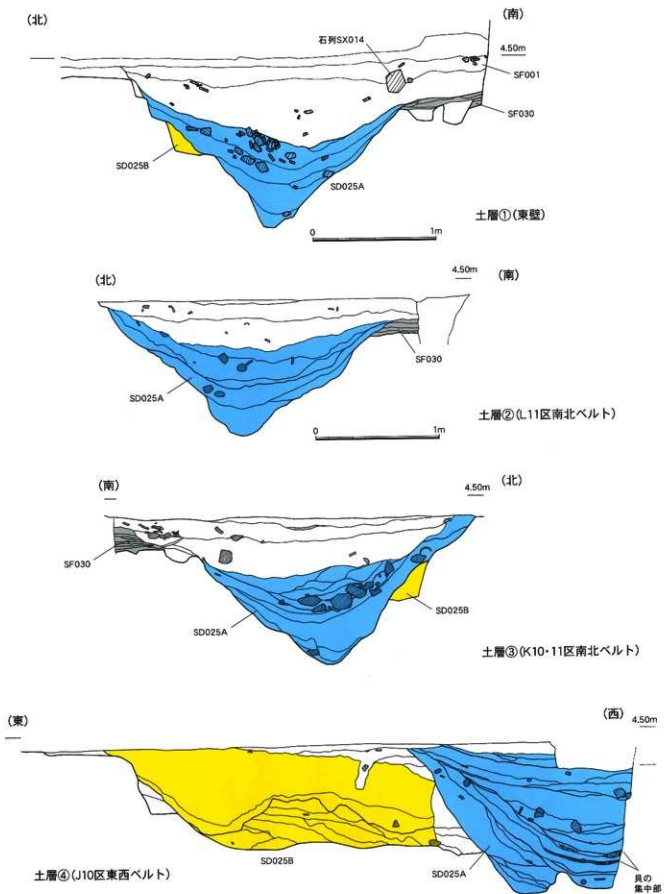 (北)
(南)
石列SX014
4.50m
SF001
SF030
SD025B
SD025A
土層①(東壁)
0 1m
(北)
4.50m
(南)
SD025A
SF030
土層②(L11区南北ベルト)
0 1m
(南)
4.50m
(北)
SF030
SD025A
SD025B
土層③(K10・11区南北ベルト)
(東)
(西)
4.50m
SD025B
SD025A
貝の
集中部
土層④(J10区東西ベルト)